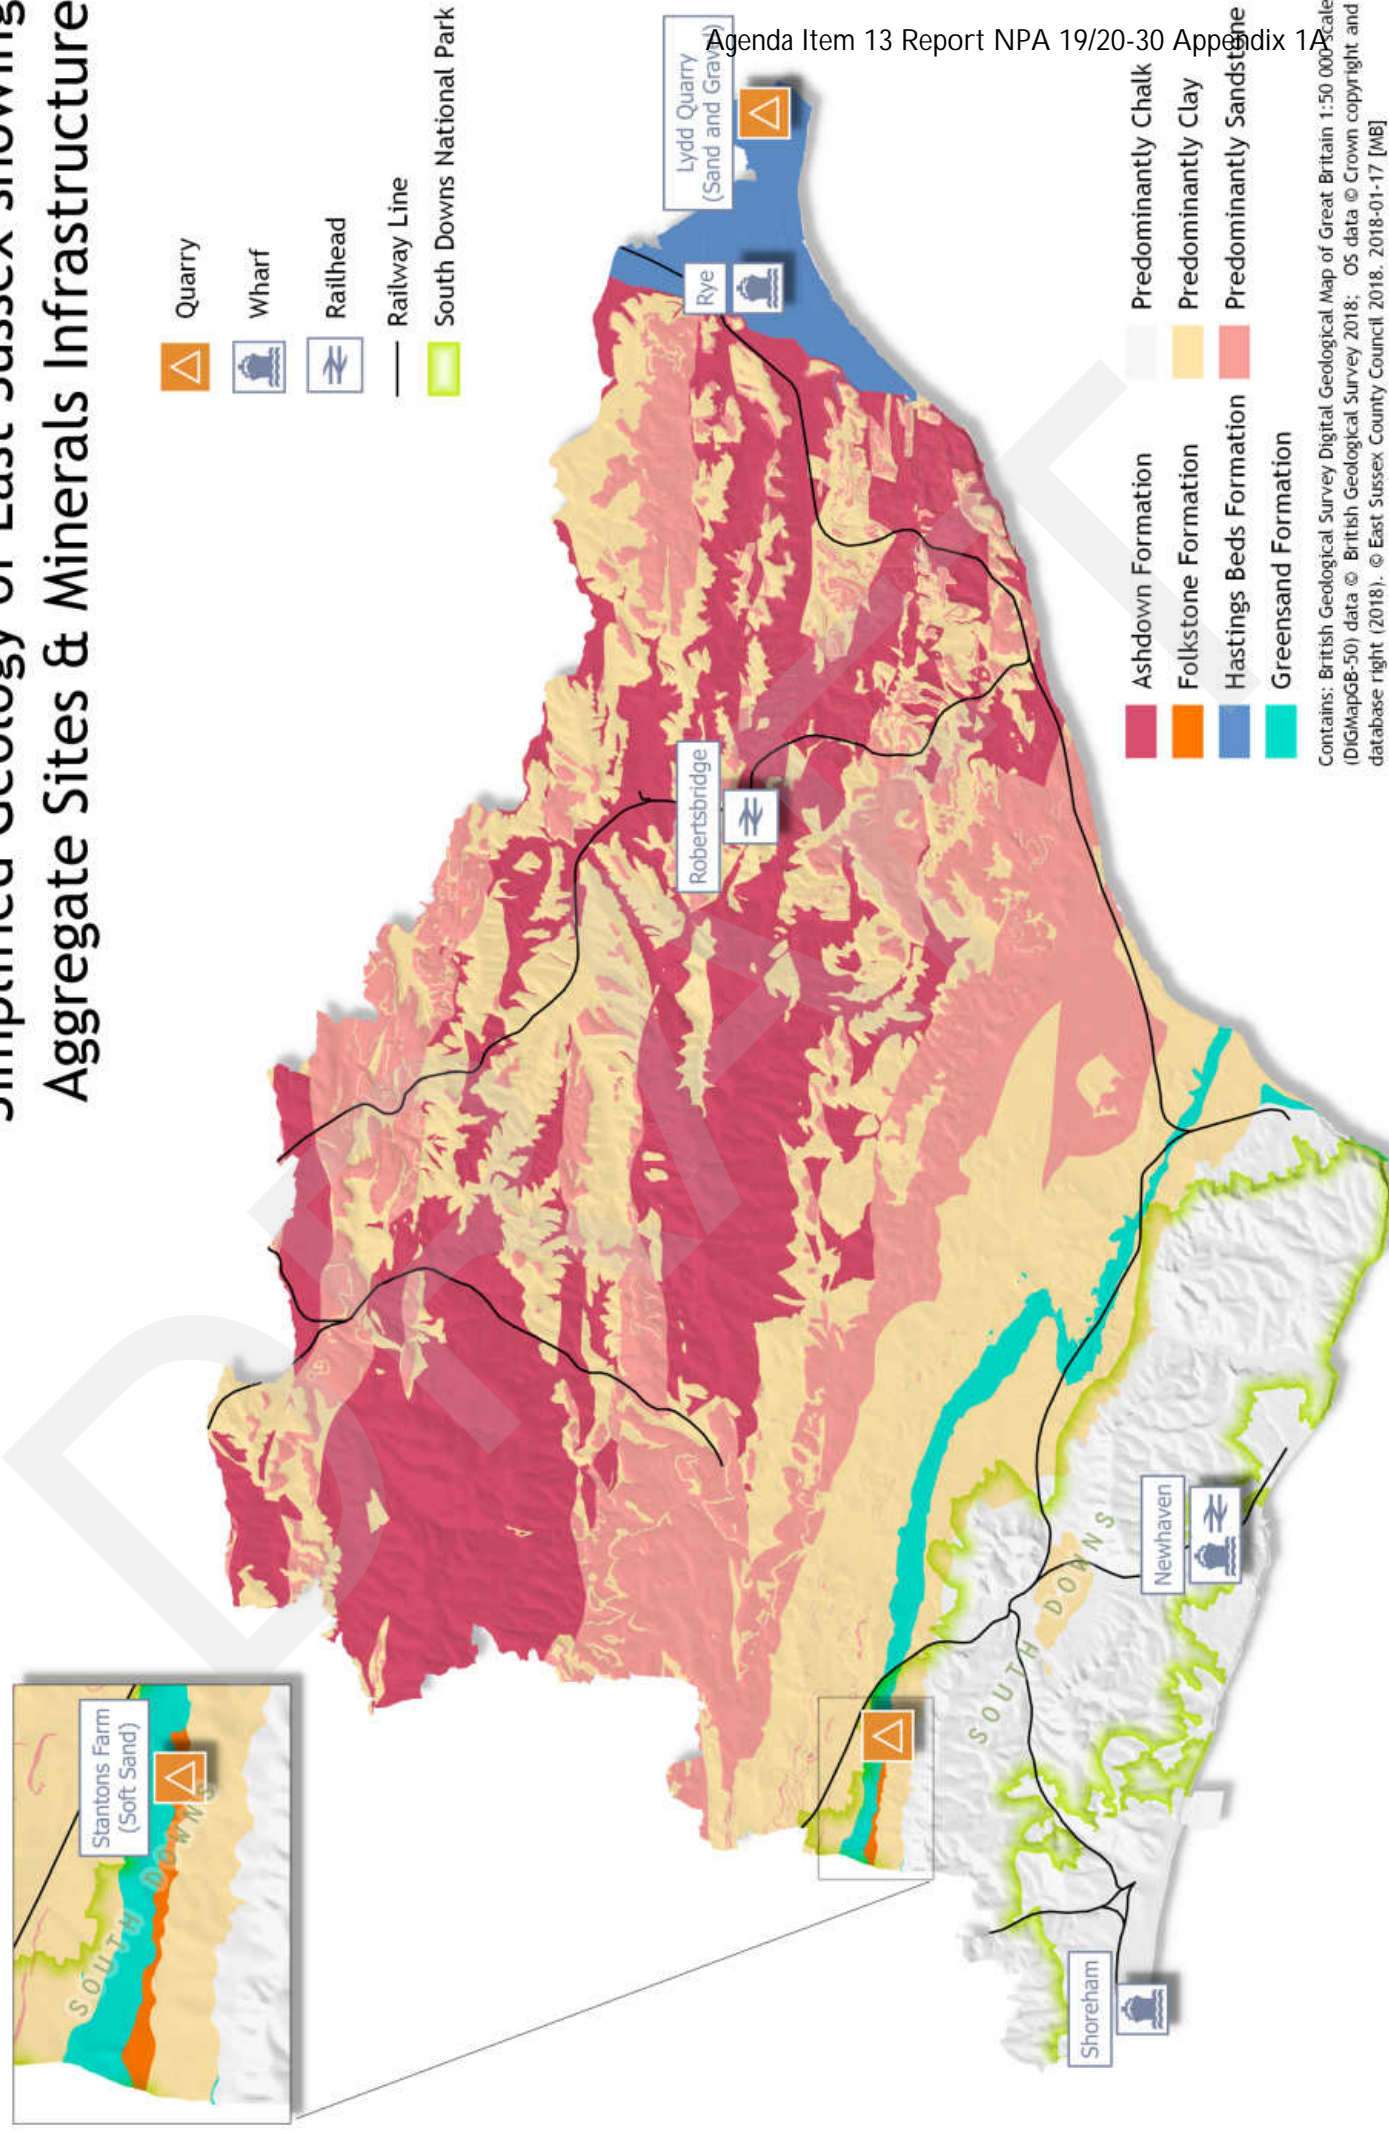 Agenda Item 13 Report NPA 19/20-30 Appendix 1A
Simplified Geology of East Sussex showing
Aggregate Sites & Minerals Infrastructure
Quarry
Wharf
Railhead
Railway Line
South Downs National Park
Stantons Farm
(Soft Sand)
SOUTH DOWNS
Lydd Quarry
(Sand and Gravel)
Rye
Robertsbridge
Newhaven
Shoreham
SOUTH DOWNS
DRAFT
Ashdown Formation
Folkstone Formation
Hastings Beds Formation
Greensand Formation
Predominantly Chalk
Predominantly Clay
Predominantly Sandstone
Contains: British Geological Survey Digital Geological Map of Great Britain 1:50 000 scale
(DiGMapGB-50) data © British Geological Survey 2018; OS data © Crown copyright and
database right (2018). © East Sussex County Council 2018. 2018-01-17 [MB]